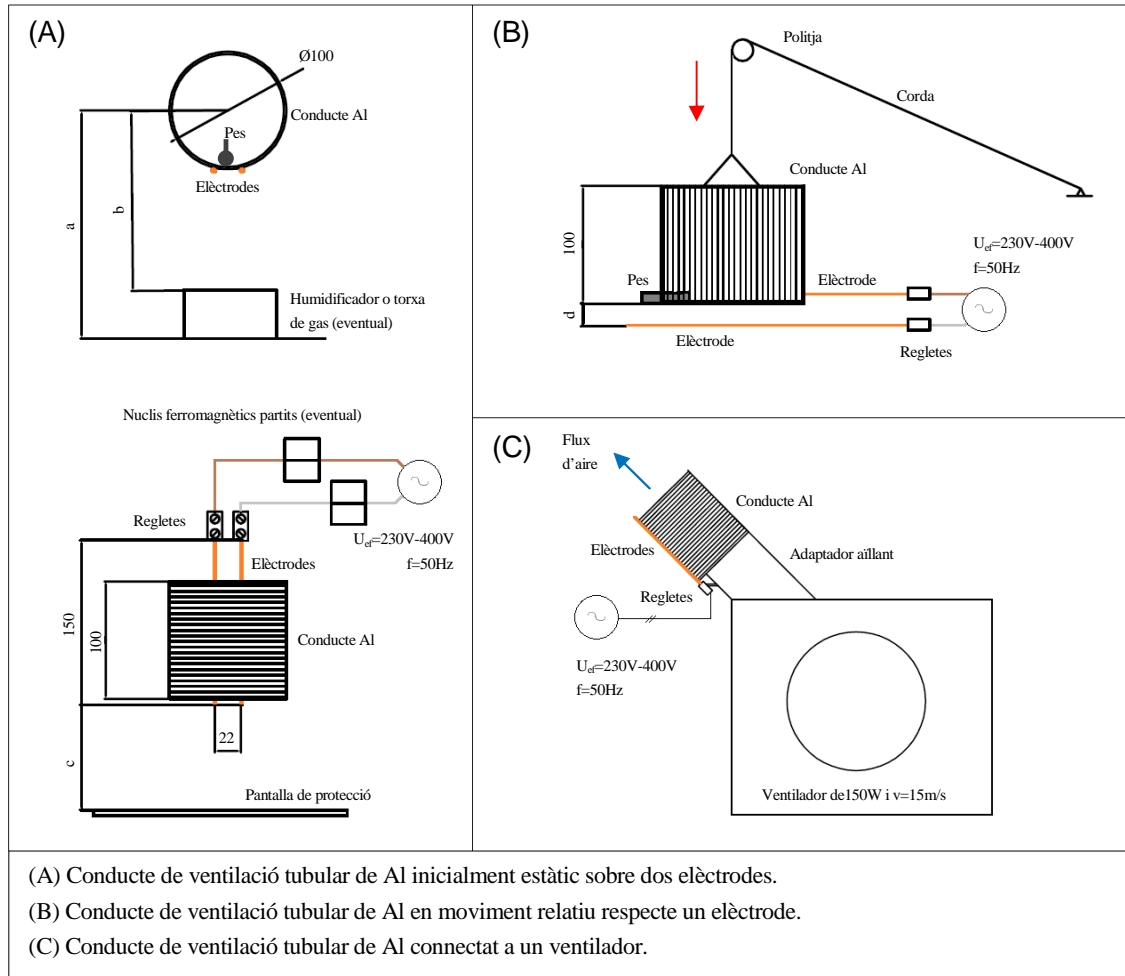 (A)
Ø100
Conducte Al
Pes
Elèctrodes
a
b
Humidificador o torxa
de gas (eventual)
Nuclis ferromagnètics partits (eventual)
Regletes
Uef=230V-400V
f=50Hz
Elèctrodes
150
100
Conducte Al
22
c
Pantalla de protecció
(B)
Politja
Corda
Conducte Al
100
Uef=230V-400V
f=50Hz
Pes
Elèctrode
d
Elèctrode
Regletes
(C)
Flux
d’aire
Conducte Al
Elèctrodes
Adaptador aïllant
Regletes
Uef=230V-400V
f=50Hz
Ventilador de150W i v=15m/s
(A) Conducte de ventilació tubular de Al inicialment estàtic sobre dos elèctrodes.
(B) Conducte de ventilació tubular de Al en moviment relatiu respecte un elèctrode.
(C) Conducte de ventilació tubular de Al connectat a un ventilador.